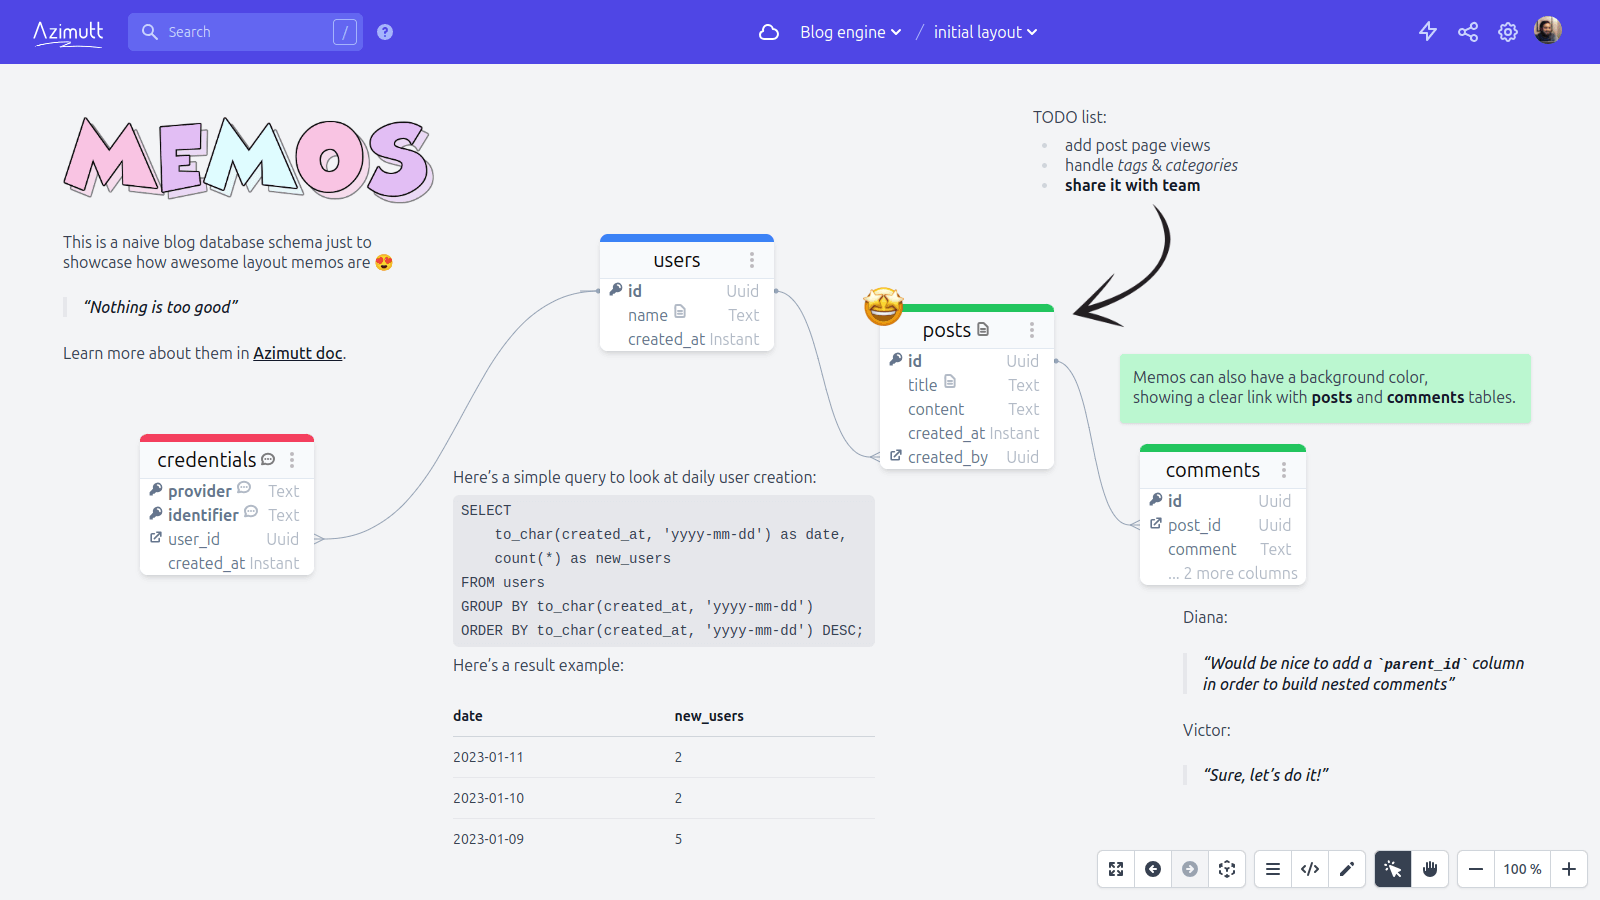 Azimutt
Search
/
?
Blog engine / initial layout
MEMOS
This is a naive blog database schema just to
showcase how awesome layout memos are 😍
“Nothing is too good”
Learn more about them in Azimutt doc.
TODO list:
add post page views
handle tags & categories
share it with team
users
id Uuid
name Text
created_at Instant
posts
id Uuid
title Text
content Text
created_at Instant
created_by Uuid
Memos can also have a background color,
showing a clear link with posts and comments tables.
credentials
provider Text
identifier Text
user_id Uuid
created_at Instant
comments
id Uuid
post_id Uuid
comment Text
... 2 more columns
Here’s a simple query to look at daily user creation:
SELECT
    to_char(created_at, 'yyyy-mm-dd') as date,
    count(*) as new_users
FROM users
GROUP BY to_char(created_at, 'yyyy-mm-dd')
ORDER BY to_char(created_at, 'yyyy-mm-dd') DESC;
Here’s a result example:
date new_users
2023-01-11 2
2023-01-10 2
2023-01-09 5
Diana:
“Would be nice to add a `parent_id` column
in order to build nested comments”
Victor:
“Sure, let’s do it!”
100 %